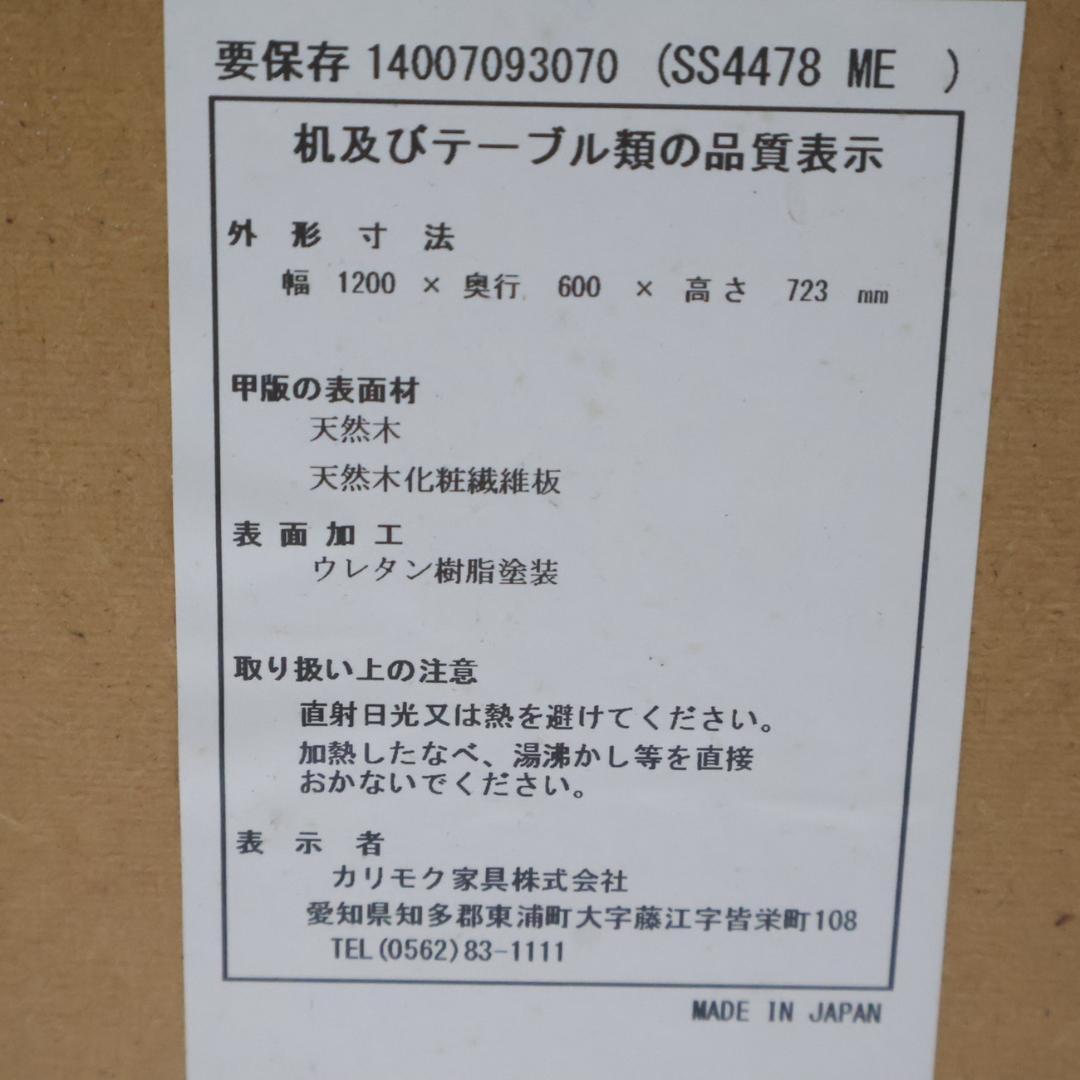 要保存 14007093070 (SS4478 ME )
机及びテーブル類の品質表示
外形寸法
幅 1200 × 奥行 600 × 高さ 723 mm
甲版の表面材
天然木
天然木化粧繊維板
表面加工
ウレタン樹脂塗装
取り扱い上の注意
直射日光又は熱を避けてください。
加熱したなべ、湯沸かし等を直接
おかないでください。
表示者
カリモク家具株式会社
愛知県知多郡東浦町大字藤江字皆栄町108
TEL(0562)83-1111
MADE IN JAPAN